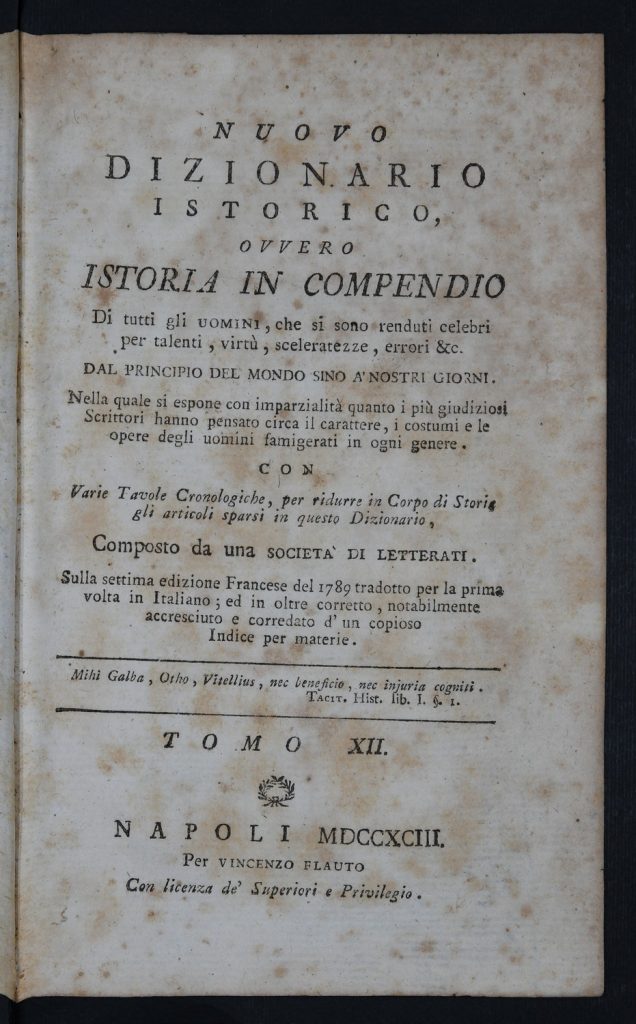 NUOVO
DIZIONARIO
ISTORICO,
OVVERO
ISTORIA IN COMPENDIO
Di tutti gli UOMINI, che si sono renduti celebri
per talenti, virtù, sceleratezze, errori &c.
DAL PRINCIPIO DEL MONDO SINO A' NOSTRI GIORNI.
Nella quale si espone con imparzialità quanto i più giudiziosi
Scrittori hanno pensato circa il carattere, i costumi e le
opere degli uomini famigerati in ogni genere.
CON
Varie Tavole Cronologiche, per ridurre in Corpo di Storia
gli articoli sparsi in questo Dizionario,
Composto da una SOCIETA' DI LETTERATI.
Sulla settima edizione Francese del 1789 tradotto per la prima
volta in Italiano; ed in oltre corretto, notabilmente
accresciuto e corredato d'un copioso
Indice per materie.
Mihi Galba, Otho, Vitellius, nec beneficio, nec injuria cogniti.
TACIT. Hist. lib. I. §. 1.
TOMO XII.
NAPOLI MDCCXCIII.
Per VINCENZO FLAUTO
Con licenza de' Superiori e Privilegio.